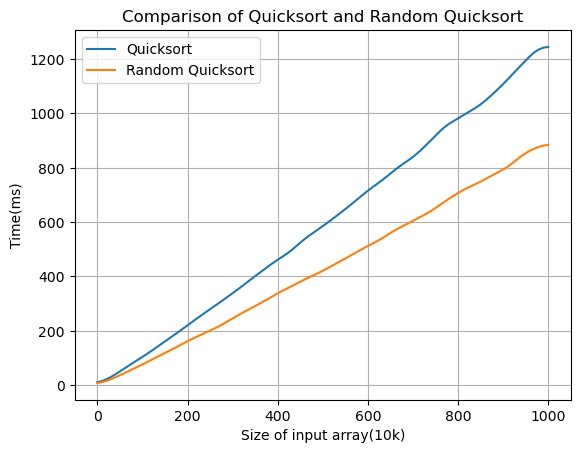 Comparison of Quicksort and Random Quicksort
Quicksort
Random Quicksort
Time(ms)
1200
1000
800
600
400
200
0
0 200 400 600 800 1000
Size of input array(10k)